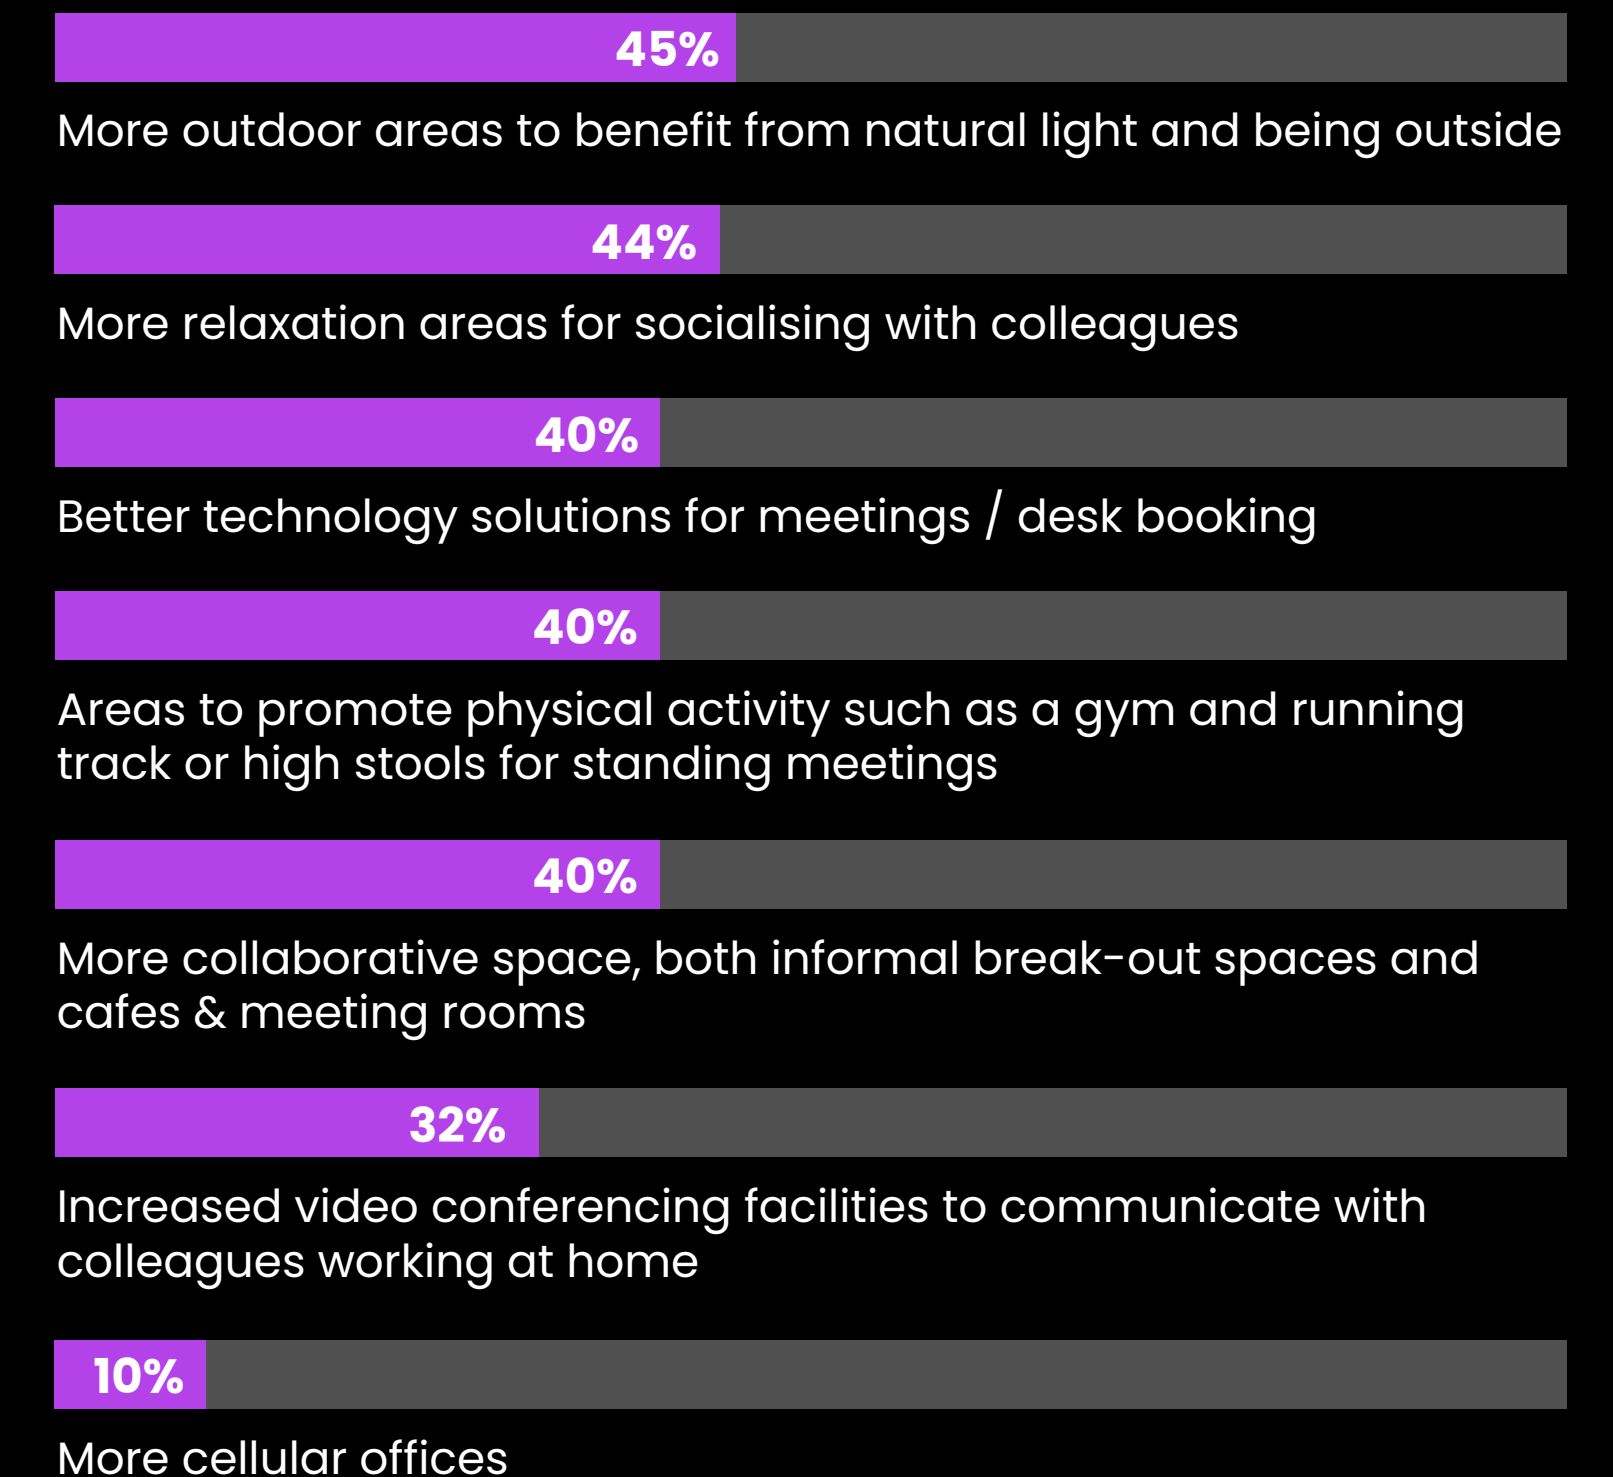 45%
More outdoor areas to benefit from natural light and being outside
44%
More relaxation areas for socialising with colleagues
40%
Better technology solutions for meetings / desk booking
40%
Areas to promote physical activity such as a gym and running
track or high stools for standing meetings
40%
More collaborative space, both informal break-out spaces and
cafes & meeting rooms
32%
Increased video conferencing facilities to communicate with
colleagues working at home
10%
More cellular offices